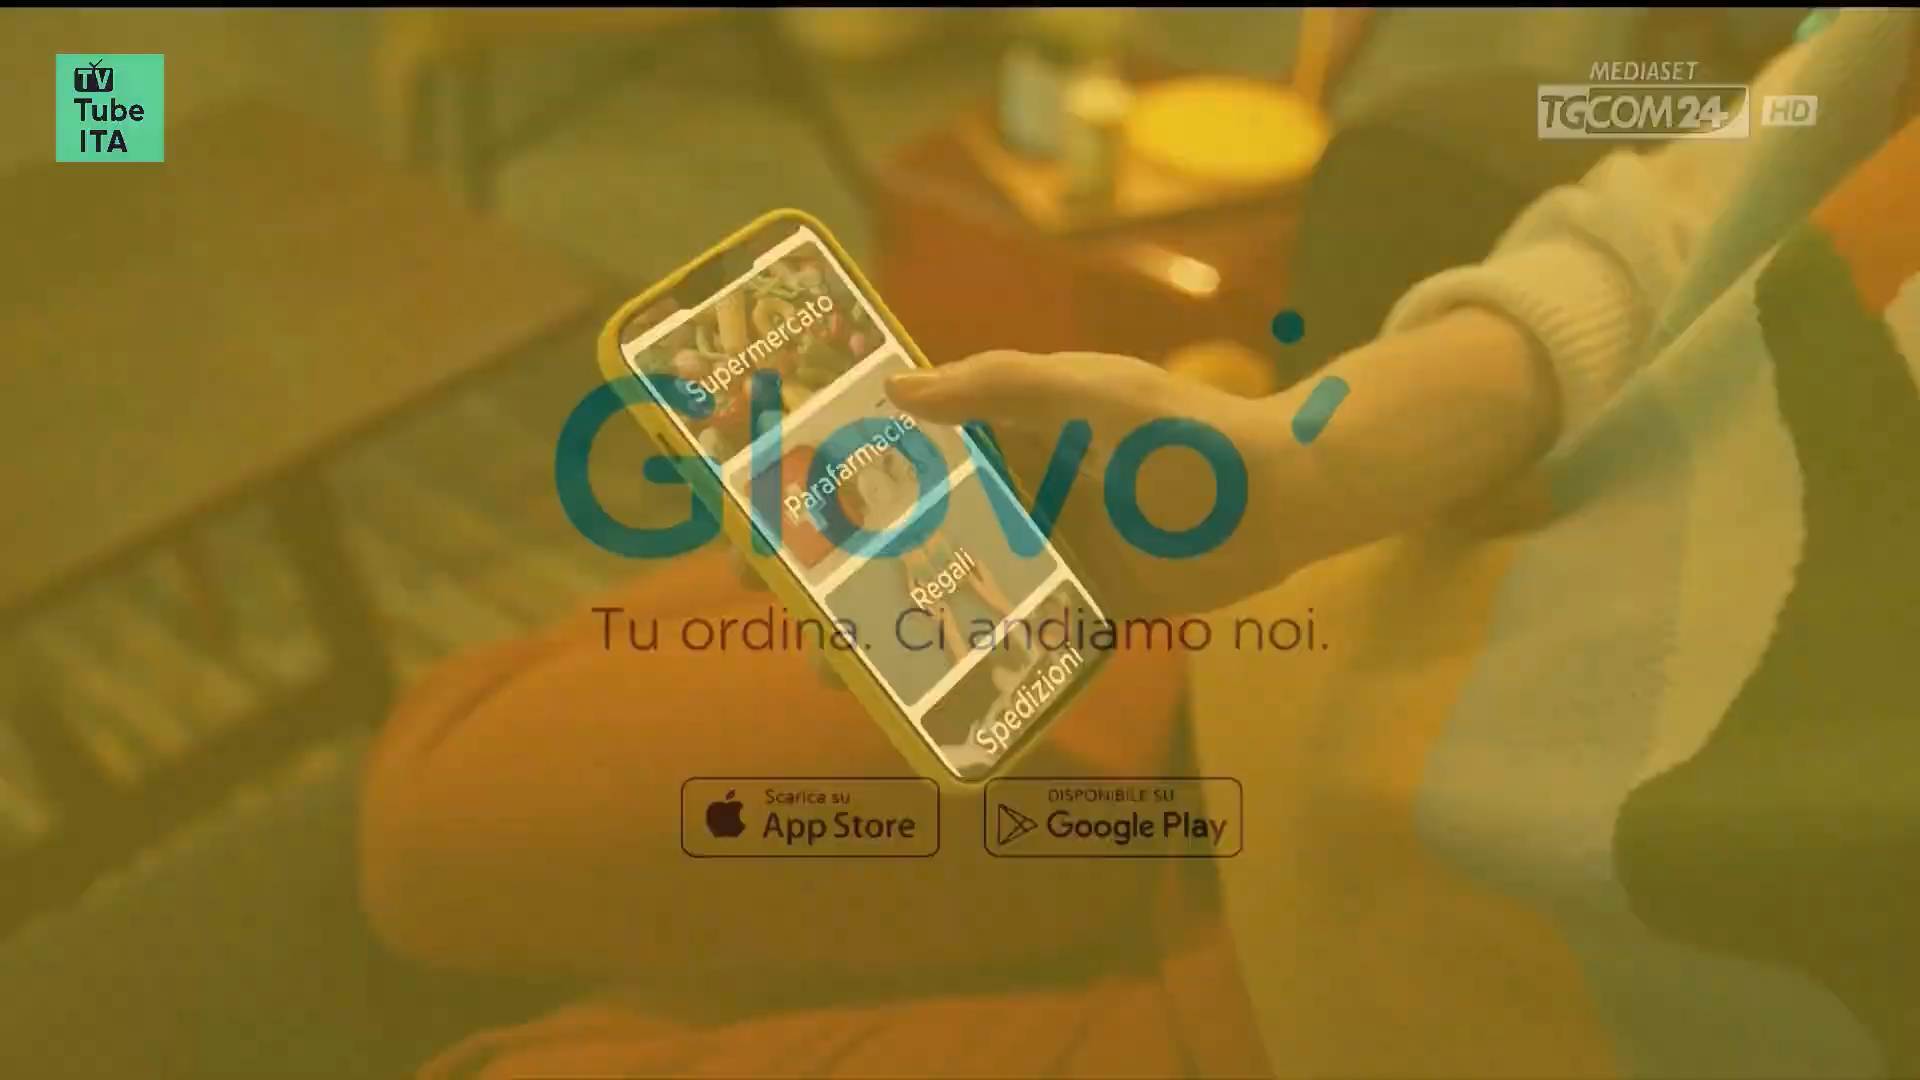 TV
Tube
ITA
MEDIASET
TGCOM24 HD
Supermercato
Parafarmacia
Regali
Spedizioni
Glovo
Tu ordina. Ci andiamo noi.
Scarica su
App Store
DISPONIBILE SU
Google Play